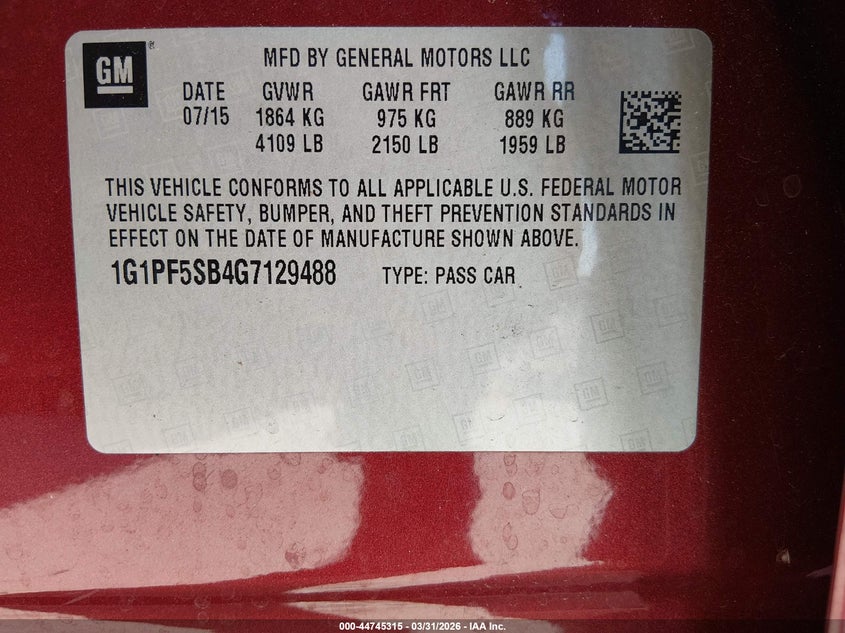 GM
MFD BY GENERAL MOTORS LLC
DATE GVWR GAWR FRT GAWR RR
07/15 1864 KG 975 KG 889 KG
4109 LB 2150 LB 1959 LB
THIS VEHICLE CONFORMS TO ALL APPLICABLE U.S. FEDERAL MOTOR
VEHICLE SAFETY, BUMPER, AND THEFT PREVENTION STANDARDS IN
EFFECT ON THE DATE OF MANUFACTURE SHOWN ABOVE.
1G1PF5SB4G7129488 TYPE: PASS CAR
000-44745315 - 03/31/2026 - IAA Inc.